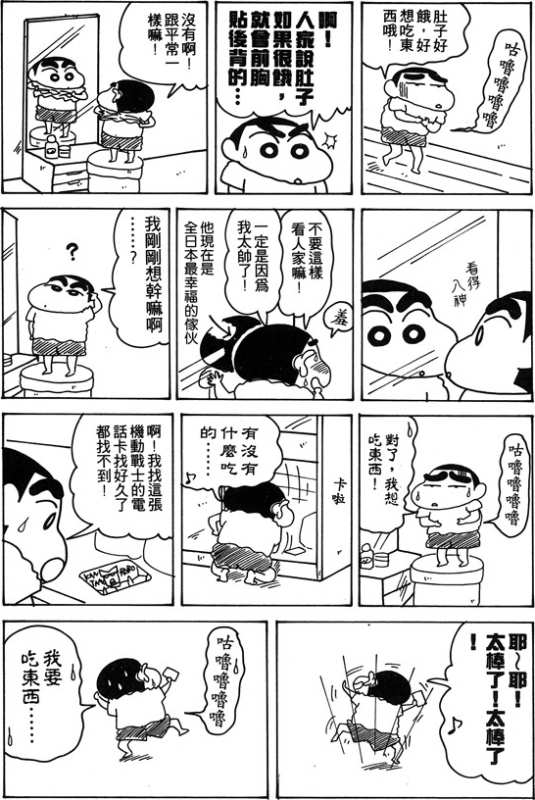 肚子好
餓，好
想吃東
西哦！
咕嚕嚕嚕嚕
啊！
人家說肚子
如果很餓，
就會前胸
貼後背的…
沒有啊！
跟平常一
樣嘛！
看得
入神
不要這樣
看人家嘛！
一定是因為
我太帥了！
羞
他現在是
全日本最幸福的傢伙
我剛剛想幹嘛啊
……？
？
咕嚕嚕嚕嚕
對了，我想
吃東西！
卡啦
有沒有
什麼吃
的……
啊！我找這張
機動戰士的電
話卡找好久了
都找不到！
KAN
TAM
ROBO
耶～耶！
太棒了！太棒了
！
咕嚕嚕嚕嚕
我要
吃東西……